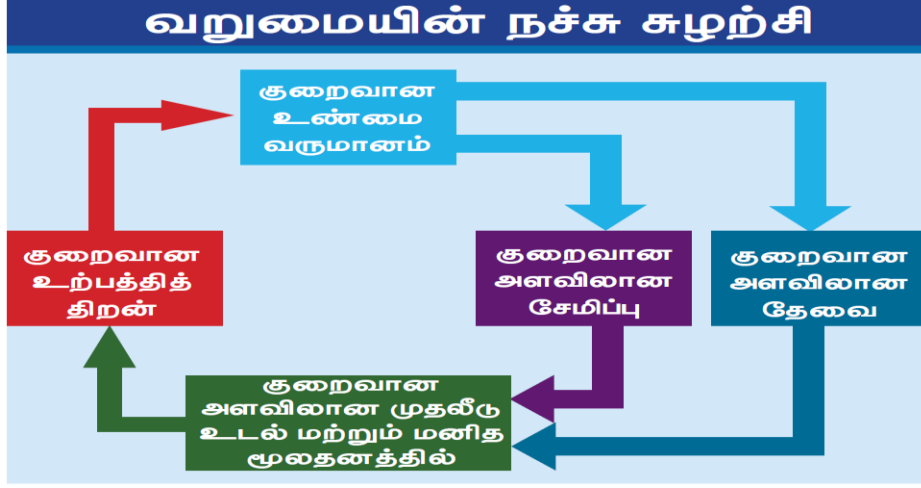 வறுமையின் நச்சு சுழற்சி
குறைவான
உண்மை
வருமானம்
குறைவான
உற்பத்தித்
திறன்
குறைவான
அளவிலான
சேமிப்பு
குறைவான
அளவிலான
தேவை
குறைவான
அளவிலான முதலீடு
உடல் மற்றும் மனித
மூலதனத்தில்